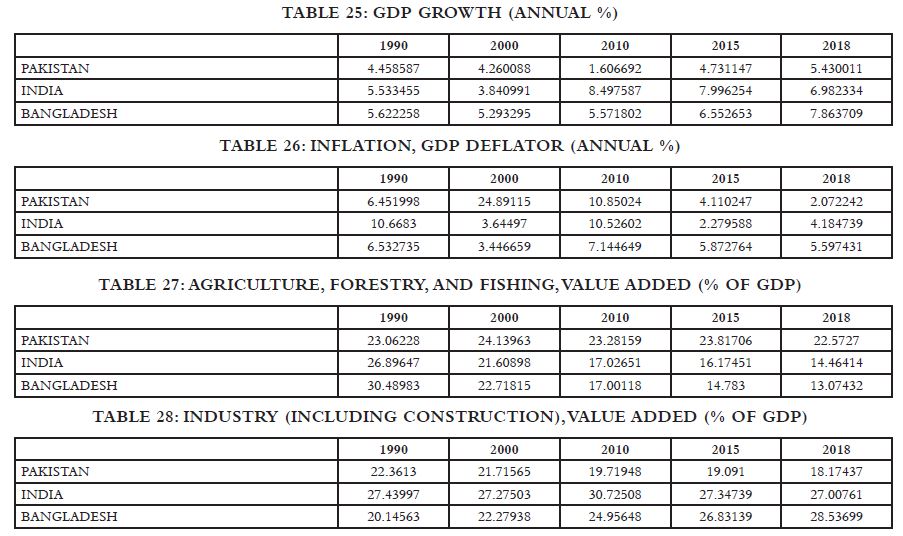 TABLE 25: GDP GROWTH (ANNUAL %)
1990 2000 2010 2015 2018
PAKISTAN 4.458587 4.260088 1.606692 4.731147 5.430011
INDIA 5.533455 3.840991 8.497587 7.996254 6.982334
BANGLADESH 5.622258 5.293295 5.571802 6.552653 7.863709
TABLE 26: INFLATION, GDP DEFLATOR (ANNUAL %)
1990 2000 2010 2015 2018
PAKISTAN 6.451998 24.89115 10.85024 4.110247 2.072242
INDIA 10.6683 3.64497 10.52602 2.279588 4.184739
BANGLADESH 6.532735 3.446659 7.144649 5.872764 5.597431
TABLE 27: AGRICULTURE, FORESTRY, AND FISHING, VALUE ADDED (% OF GDP)
1990 2000 2010 2015 2018
PAKISTAN 23.06228 24.13963 23.28159 23.81706 22.5727
INDIA 26.89647 21.60898 17.02651 16.17451 14.46414
BANGLADESH 30.48983 22.71815 17.00118 14.783 13.07432
TABLE 28: INDUSTRY (INCLUDING CONSTRUCTION), VALUE ADDED (% OF GDP)
1990 2000 2010 2015 2018
PAKISTAN 22.3613 21.71565 19.71948 19.091 18.17437
INDIA 27.43997 27.27503 30.72508 27.34739 27.00761
BANGLADESH 20.14563 22.27938 24.95648 26.83139 28.53699